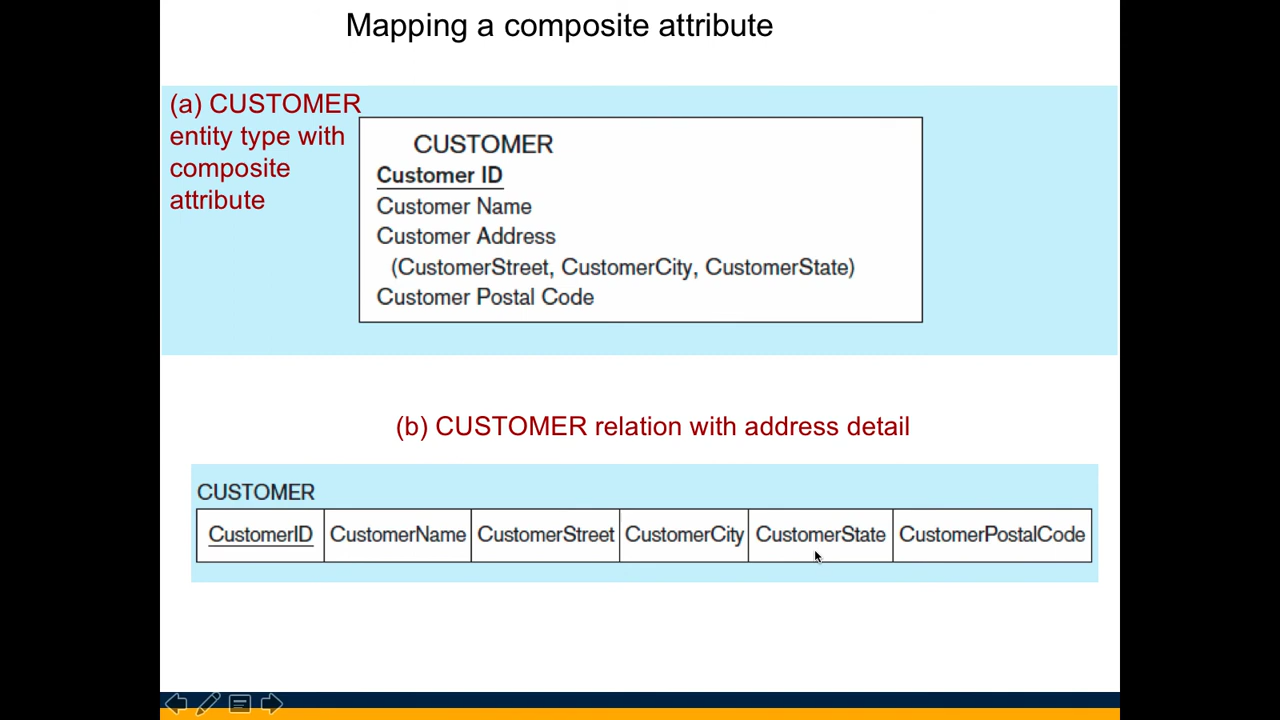 Mapping a composite attribute
(a) CUSTOMER
entity type with
composite
attribute
CUSTOMER
Customer ID
Customer Name
Customer Address
(CustomerStreet, CustomerCity, CustomerState)
Customer Postal Code
(b) CUSTOMER relation with address detail
CUSTOMER
CustomerID CustomerName CustomerStreet CustomerCity CustomerState CustomerPostalCode